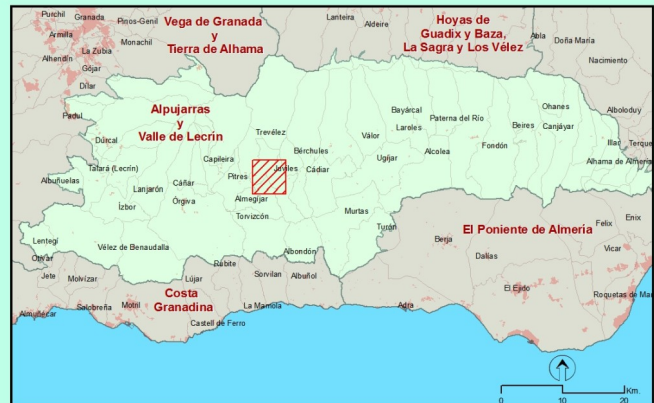 Purchil
Granada
Pinos-Genil
Armilla
Monachil
La Zubia
Alhendín
Gójar
Dílar
Padul
Vega de Granada
y
Tierra de Alhama
Lanteira
Aldeire
Hoyas de
Guadix y Baza,
La Sagra y Los Vélez
Abla
Doña María
Nacimiento
Alpujarras
y
Valle de Lecrín
Dúrcal
Trevélez
Bérchules
Válor
Bayárcal
Laroles
Paterna del Río
Ohanes
Beires
Canjáyar
Alboloduy
Illar
Terque
Alhama de Almería
Fondón
Alcolea
Ugíjar
Albuñuelas
Talará (Lecrín)
Lanjarón
Cáñar
Capileira
Pitres
Juviles
Cádiar
Ízbor
Órgiva
Almegíjar
Torvizcón
Murtas
Turón
Lentegí
Otívar
Vélez de Benaudalla
Albondón
El Poniente de Almería
Felix
Enix
Vícar
Berja
Dalías
El Ejido
Roquetas de Mar
Adra
Jete
Molvízar
Lújar
Rubite
Sorvilan
Albuñol
Costa
Granadina
Almuñécar
Salobreña
Motril
La Mamola
Castell de Ferro
Km.
0
10
20